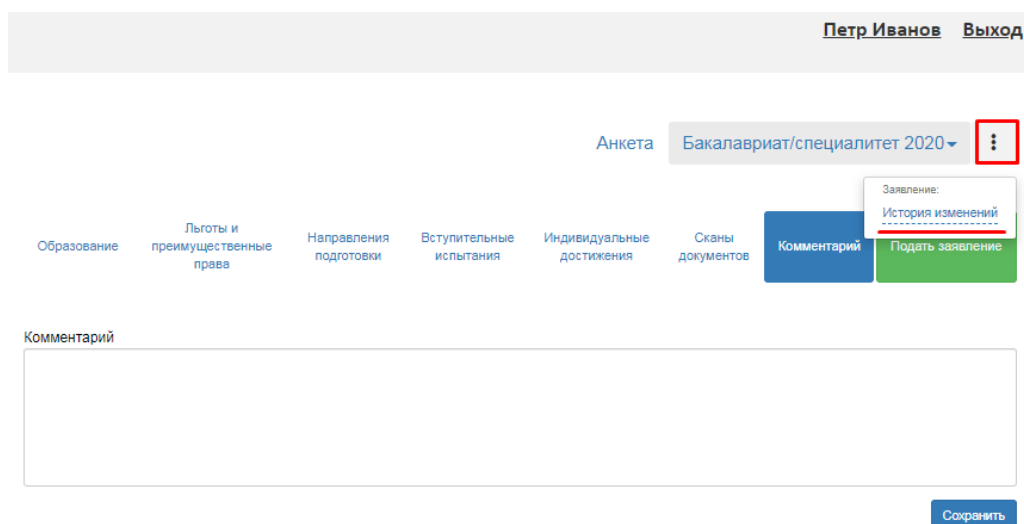 Петр Иванов Выход
Анкета Бакалавриат/специалитет 2020
Заявление:
История изменений
Образование
Льготы и
преимущественные
права
Направления
подготовки
Вступительные
испытания
Индивидуальные
достижения
Сканы
документов
Комментарий
Подать заявление
Комментарий
Сохранить